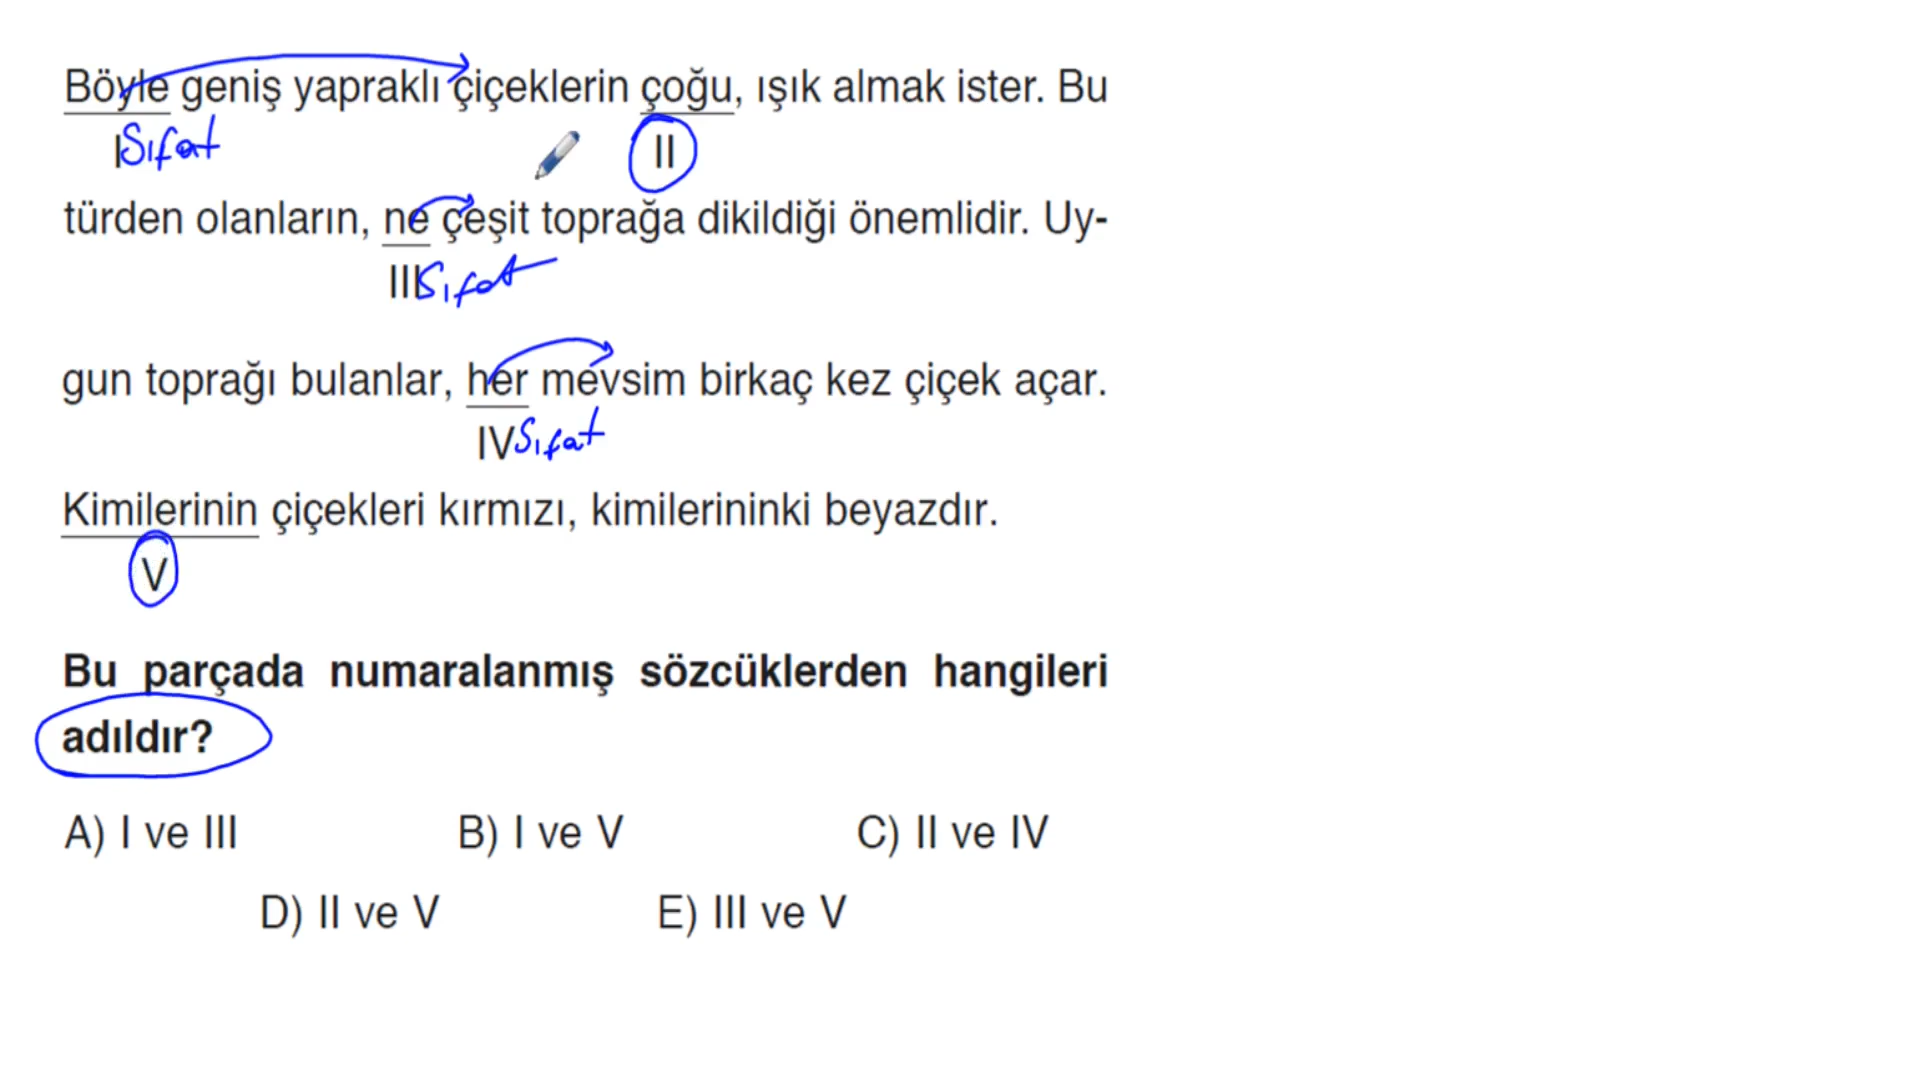 Böyle geniş yapraklı çiçeklerin çoğu, ışık almak ister. Bu
I Sıfat II
türden olanların, ne çeşit toprağa dikildiği önemlidir. Uy-
III Sıfat
gun toprağı bulanlar, her mevsim birkaç kez çiçek açar.
IV Sıfat
Kimilerinin çiçekleri kırmızı, kimilerininki beyazdır.
V
Bu parçada numaralanmış sözcüklerden hangileri
adıldır?
A) I ve III B) I ve V C) II ve IV
D) II ve V E) III ve V